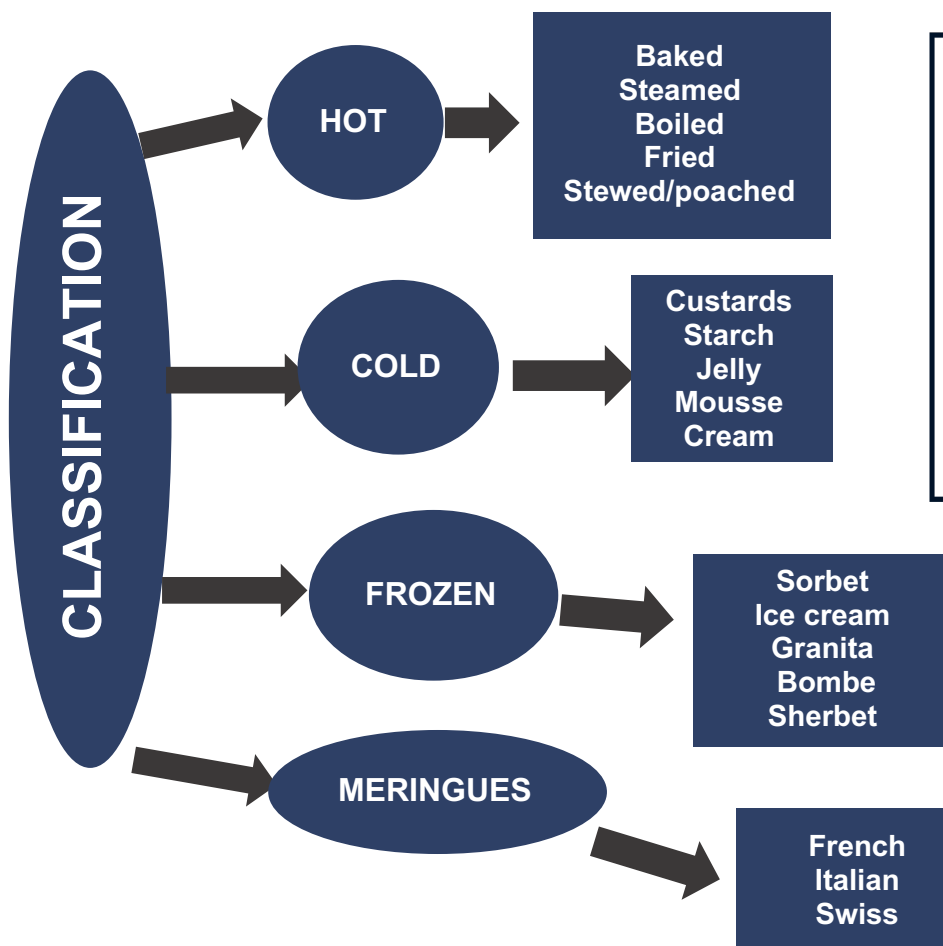 CLASSIFICATION
HOT
Baked
Steamed
Boiled
Fried
Stewed/poached
COLD
Custards
Starch
Jelly
Mousse
Cream
FROZEN
Sorbet
Ice cream
Granita
Bombe
Sherbet
MERINGUES
French
Italian
Swiss